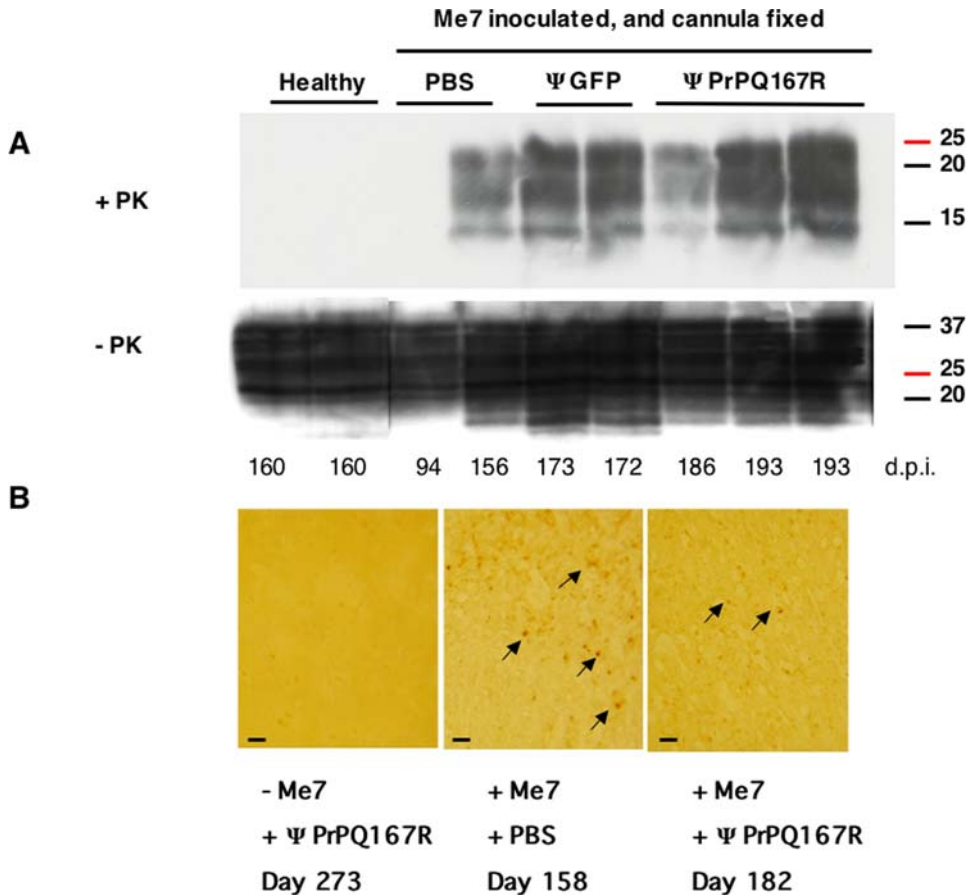 Me7 inoculated, and cannula fixed
Healthy PBS Ψ GFP Ψ PrPQ167R
A
+ PK
25
20
15
- PK
37
25
20
160 160 94 156 173 172 186 193 193 d.p.i.
B
- Me7 + Me7 + Me7
+ Ψ PrPQ167R + PBS + Ψ PrPQ167R
Day 273 Day 158 Day 182